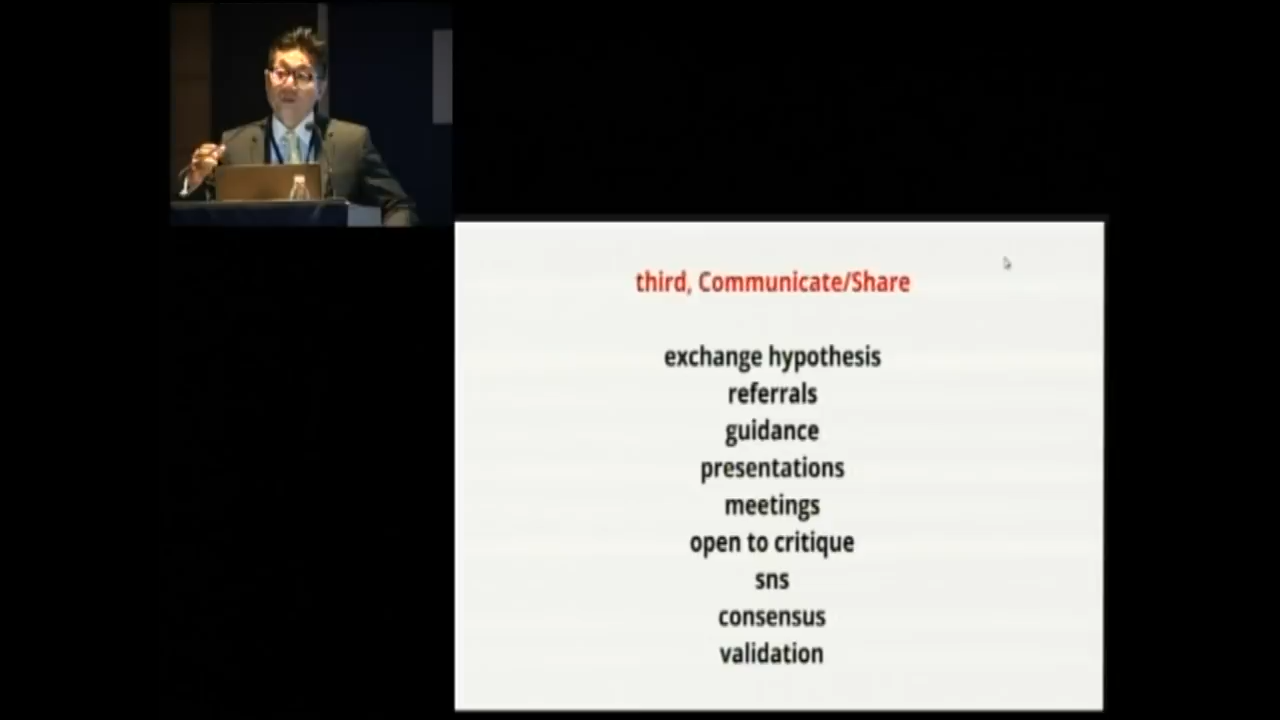 third, Communicate/Share
exchange hypothesis
referrals
guidance
presentations
meetings
open to critique
sns
consensus
validation